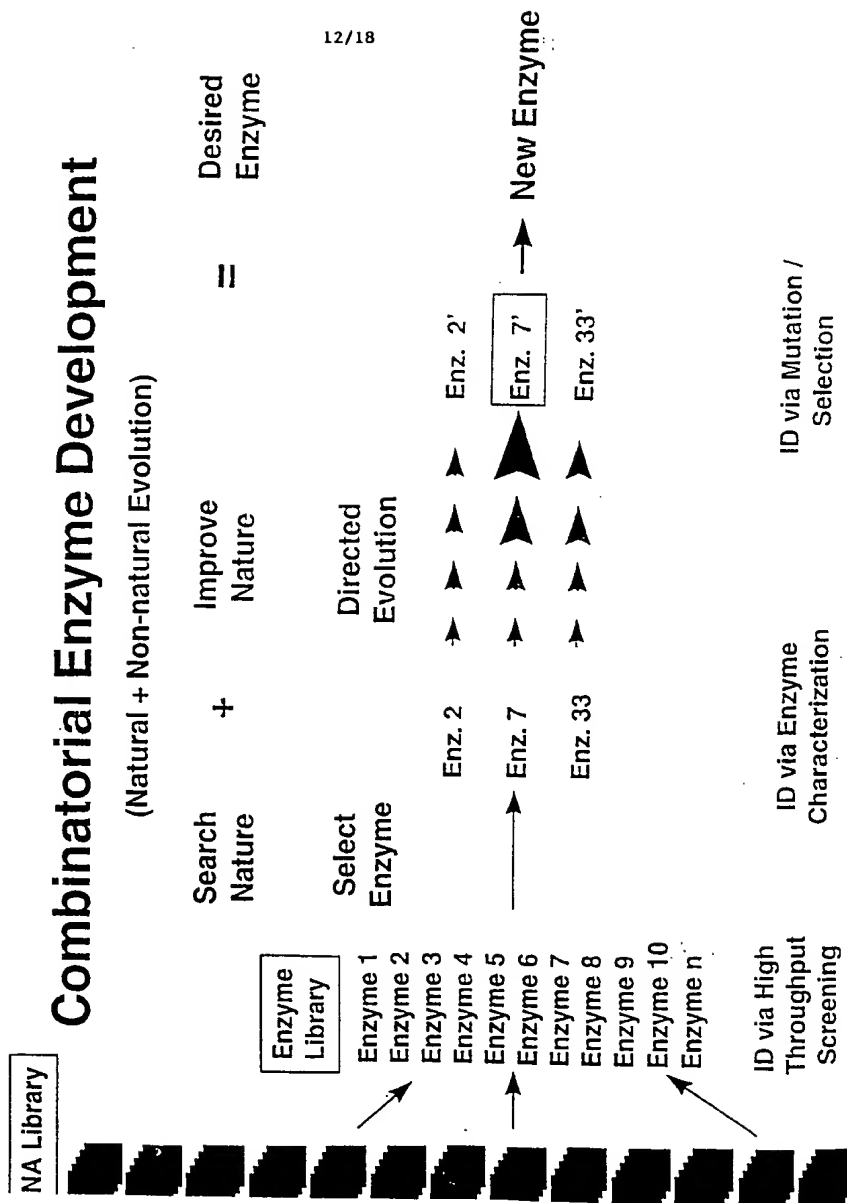 12/18
NA Library
Combinatorial Enzyme Development
(Natural + Non-natural Evolution)
Search
Nature
+
Improve
Nature
=
Desired
Enzyme
Enzyme
Library
Select
Enzyme
Directed
Evolution
Enzyme 1
Enzyme 2
Enzyme 3
Enzyme 4
Enzyme 5
Enzyme 6
Enzyme 7
Enzyme 8
Enzyme 9
Enzyme 10
Enzyme n
Enz. 2
Enz. 7
Enz. 33
Enz. 2'
Enz. 7'
Enz. 33'
New Enzyme
ID via High
Throughput
Screening
ID via Enzyme
Characterization
ID via Mutation /
Selection